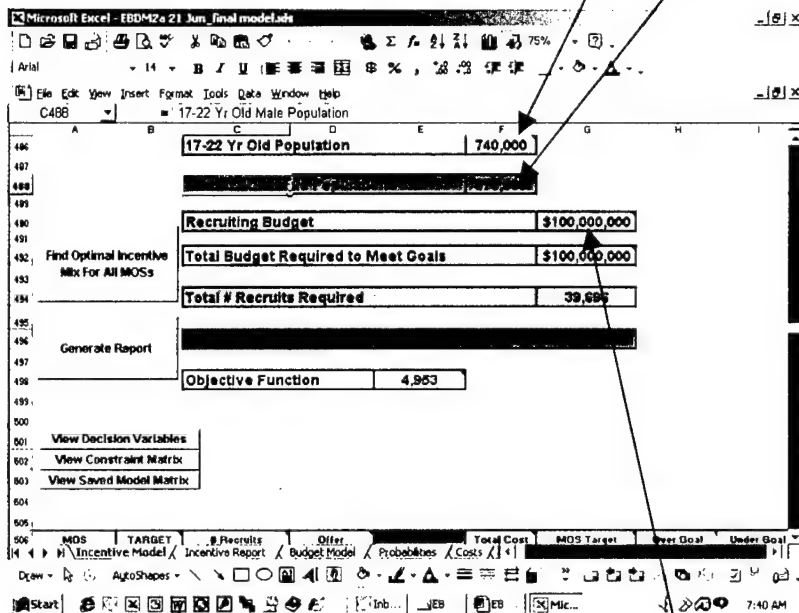 Microsoft Excel - EBDM2a 21 Jun_final model.xls
75%
Arial 14 B I U $ % ,
File Edit View Insert Format Tools Data Window Help
C488 = 17-22 Yr Old Male Population
A B C D E F G H I
486 17-22 Yr Old Population 740,000
487
488
489
490 Recruiting Budget $100,000,000
491
492 Find Optimal Incentive Mix For All MOSs Total Budget Required to Meet Goals $100,000,000
493
494 Total # Recruits Required 39,696
495
496 Generate Report
497
498 Objective Function 4,953
499
500
501 View Decision Variables
502 View Constraint Matrix
503 View Saved Model Matrix
504
505
506 MOS TARGET # Recruits Offer Total Cost MOS Target Over Goal Under Goal
Incentive Model / Incentive Report / Budget Model / Probabilities / Costs /
Draw AutoShapes
Start Inb... EB EB Mic... 7:40 AM